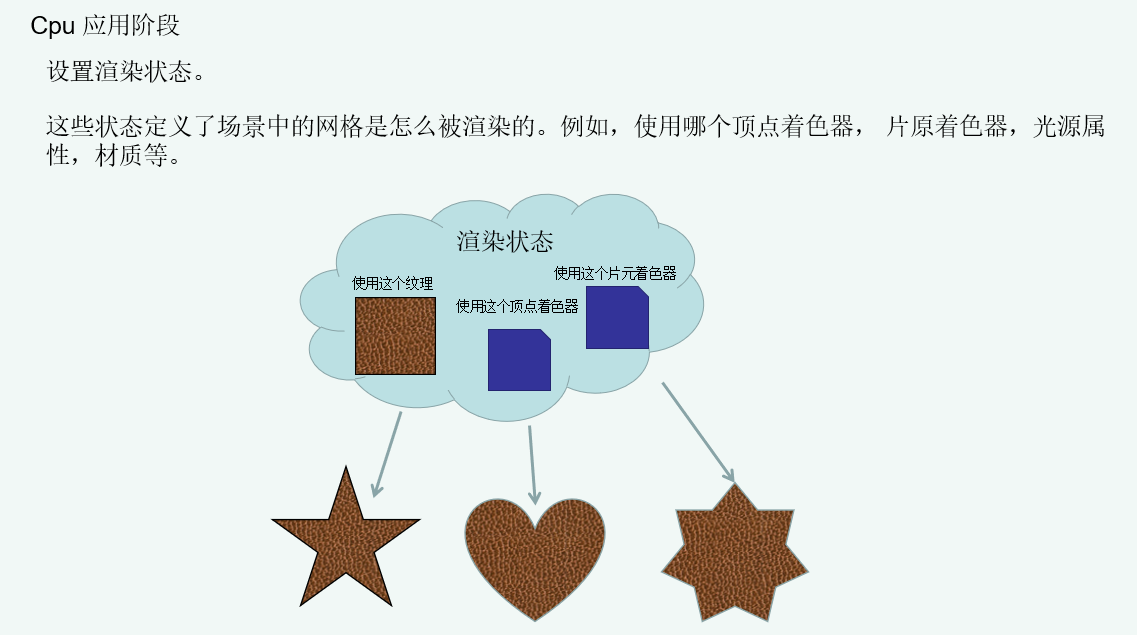 Cpu 应用阶段
设置渲染状态。
这些状态定义了场景中的网格是怎么被渲染的。例如，使用哪个顶点着色器， 片原着色器，光源属
性，材质等。
渲染状态
使用这个片元着色器
使用这个纹理
使用这个顶点着色器